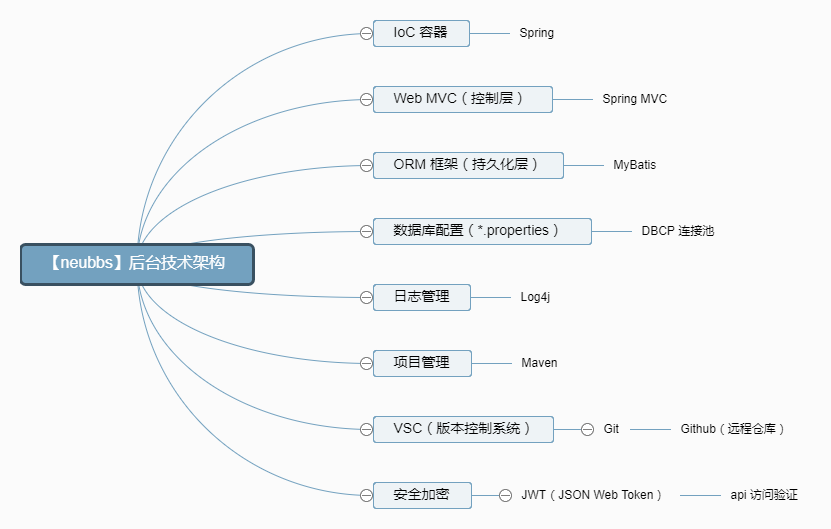 【neubbs】后台技术架构
IoC 容器
Spring
Web MVC（控制层）
Spring MVC
ORM 框架（持久化层）
MyBatis
数据库配置（*.properties）
DBCP 连接池
日志管理
Log4j
项目管理
Maven
VSC（版本控制系统）
Git
Github（远程仓库）
安全加密
JWT（JSON Web Token）
api 访问验证